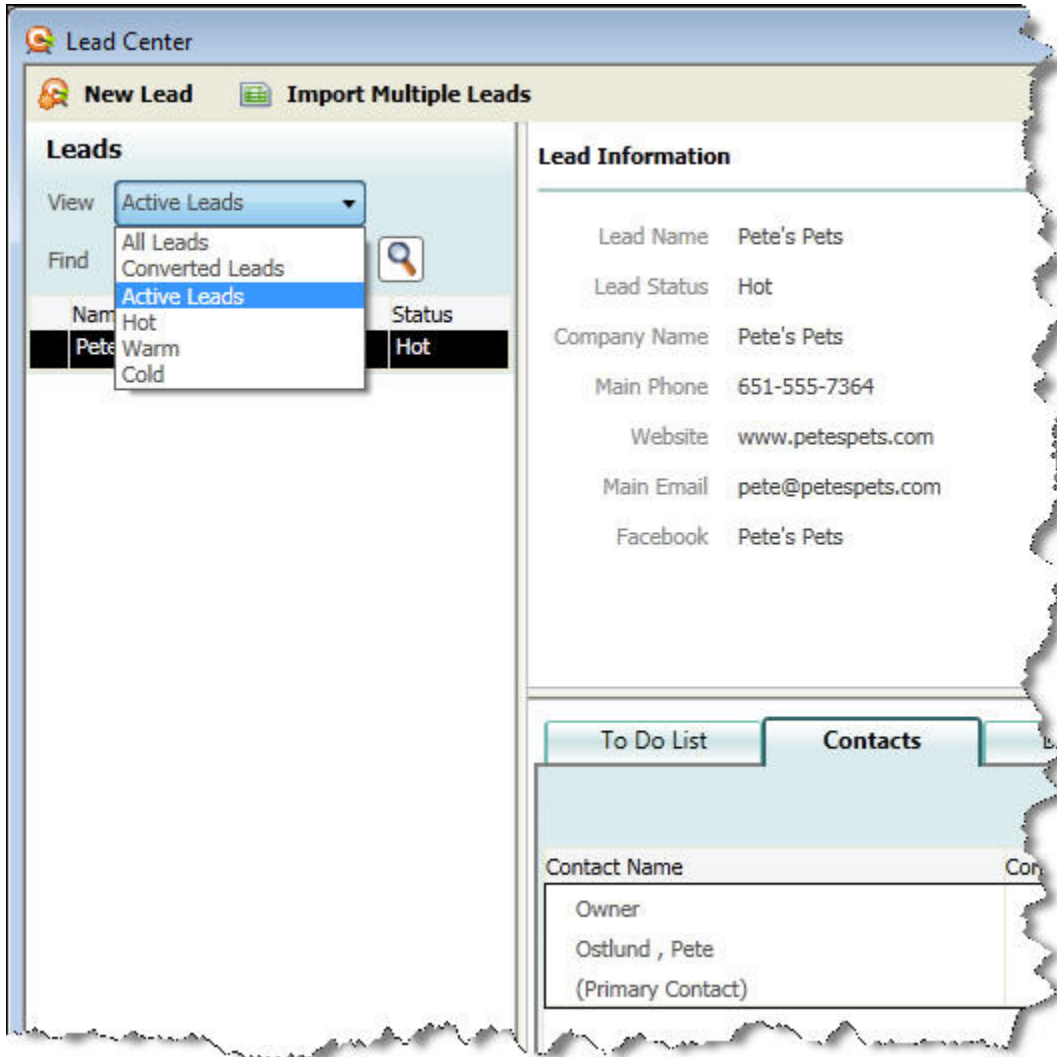 Lead Center
New Lead Import Multiple Leads
Leads
View Active Leads
All Leads
Converted Leads
Active Leads
Hot
Warm
Cold
Find
Status
Hot
Lead Information
Lead Name Pete's Pets
Lead Status Hot
Company Name Pete's Pets
Main Phone 651-555-7364
Website www.petespets.com
Main Email pete@petespets.com
Facebook Pete's Pets
To Do List Contacts
Contact Name
Owner
Ostlund , Pete
(Primary Contact)